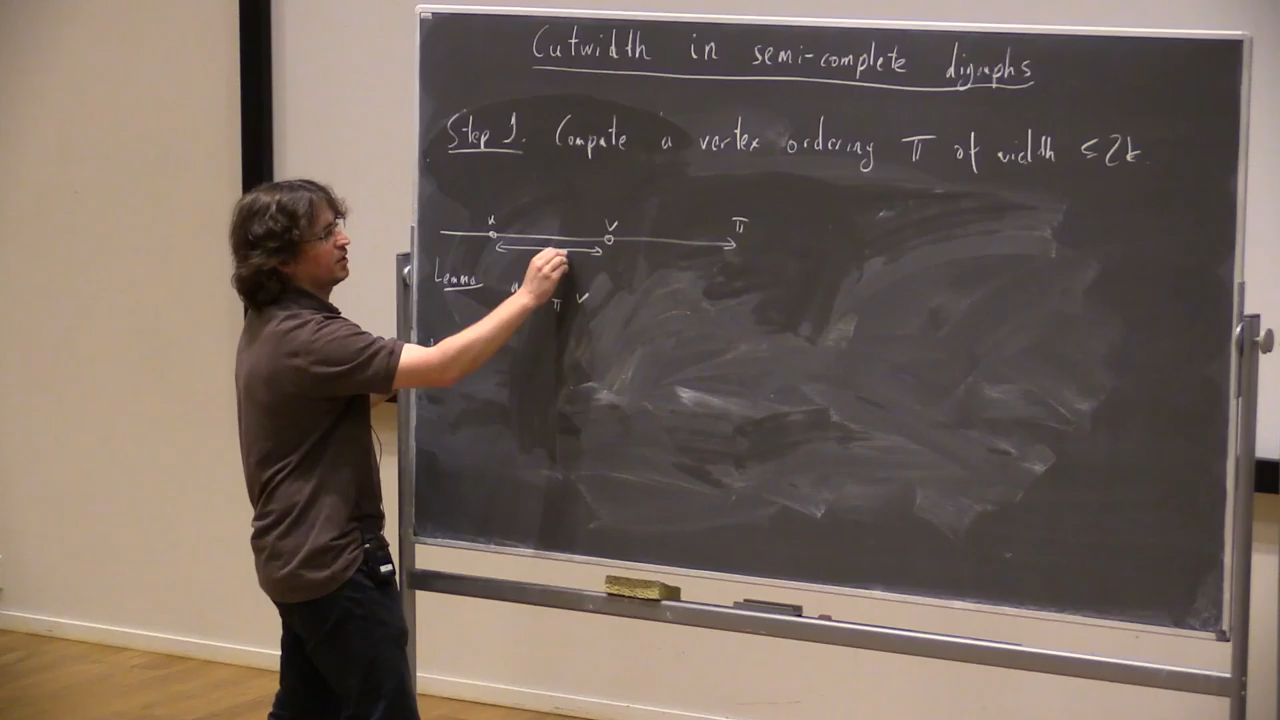 Cutwidth in semi-complete digraphs
Step 1. Compute a vertex ordering π of width ≤ 2k.
u v π
Lemma u
π v